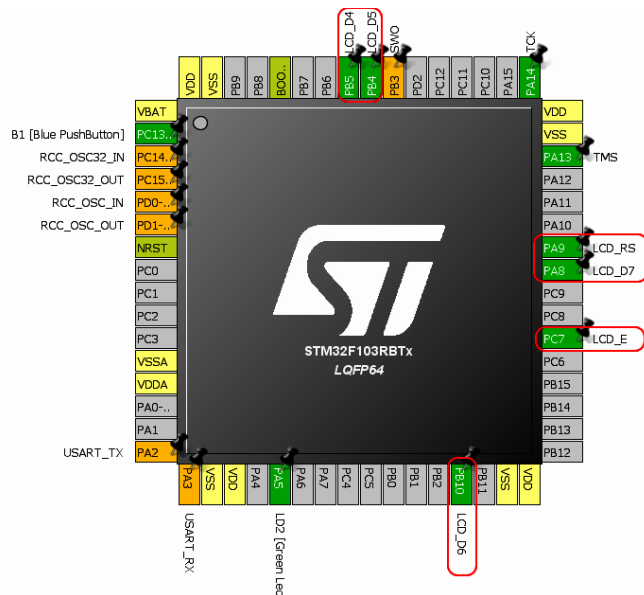 LCD_D4
LCD_D5
SWO
TCK
VDD
VSS
PB9
PB8
BOO..
PB7
PB6
PB5
PB4
PB3
PD2
PC12
PC11
PC10
PA15
PA14
VBAT
B1 [Blue PushButton] PC13..
RCC_OSC32_IN PC14..
RCC_OSC32_OUT PC15..
RCC_OSC_IN PD0-..
RCC_OSC_OUT PD1-..
NRST
PC0
PC1
PC2
PC3
VSSA
VDDA
PA0-..
PA1
USART_TX PA2
VDD
VSS
PA13 TMS
PA12
PA11
PA10
PA9 LCD_RS
PA8 LCD_D7
PC9
PC8
PC7 LCD_E
PC6
PB15
PB14
PB13
PB12
ST
STM32F103RBTx
LQFP64
PA3
VSS
VDD
PA4
PA5
PA6
PA7
PC4
PC5
PB0
PB1
PB2
PB10
PB11
VSS
VDD
USART_RX
LD2 [Green Led
LCD_D6